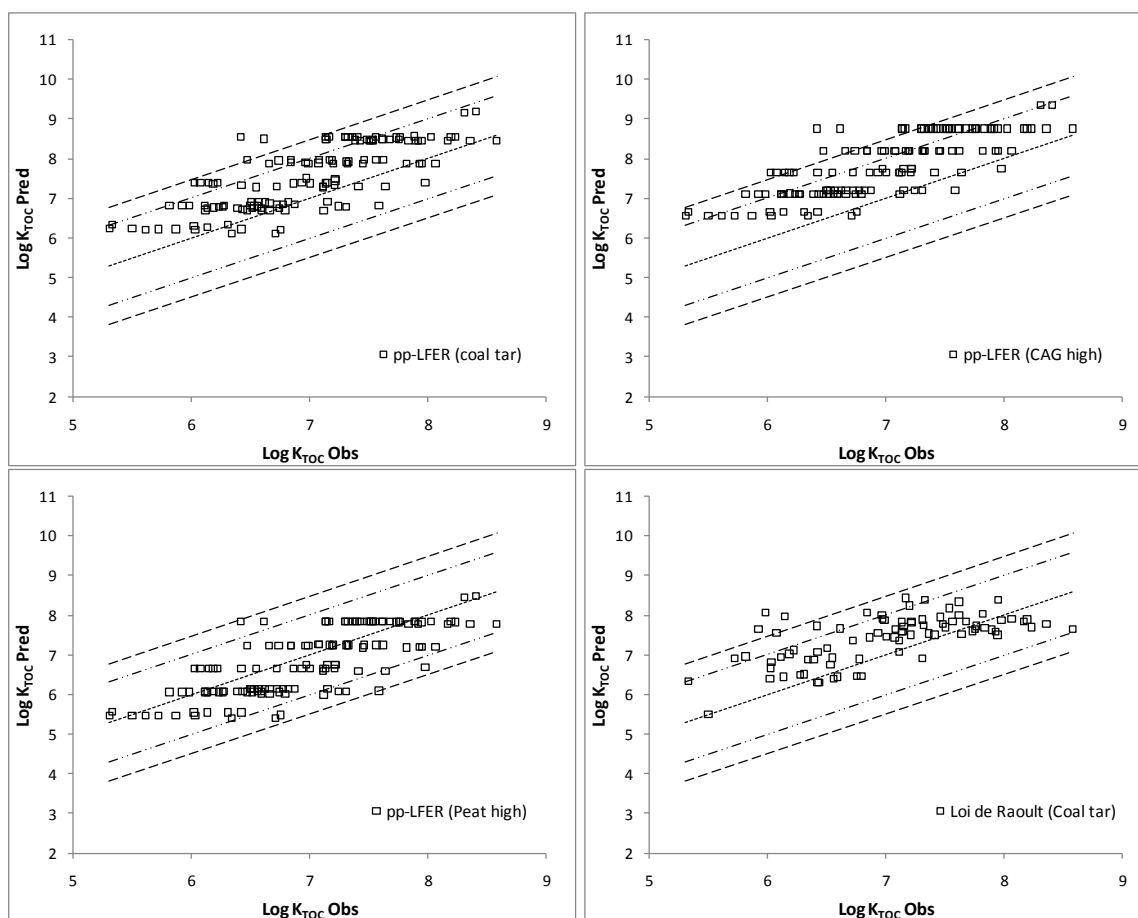 11
10
9
8
7
6
5
4
3
2
Log K_TOC Pred
pp-LFER (coal tar)
5 6 7 8 9
Log K_TOC Obs
11
10
9
8
7
6
5
4
3
2
Log K_TOC Pred
pp-LFER (CAG high)
5 6 7 8 9
Log K_TOC Obs
11
10
9
8
7
6
5
4
3
2
Log K_TOC Pred
pp-LFER (Peat high)
5 6 7 8 9
Log K_TOC Obs
11
10
9
8
7
6
5
4
3
2
Log K_TOC Pred
Loi de Raoult (Coal tar)
5 6 7 8 9
Log K_TOC Obs